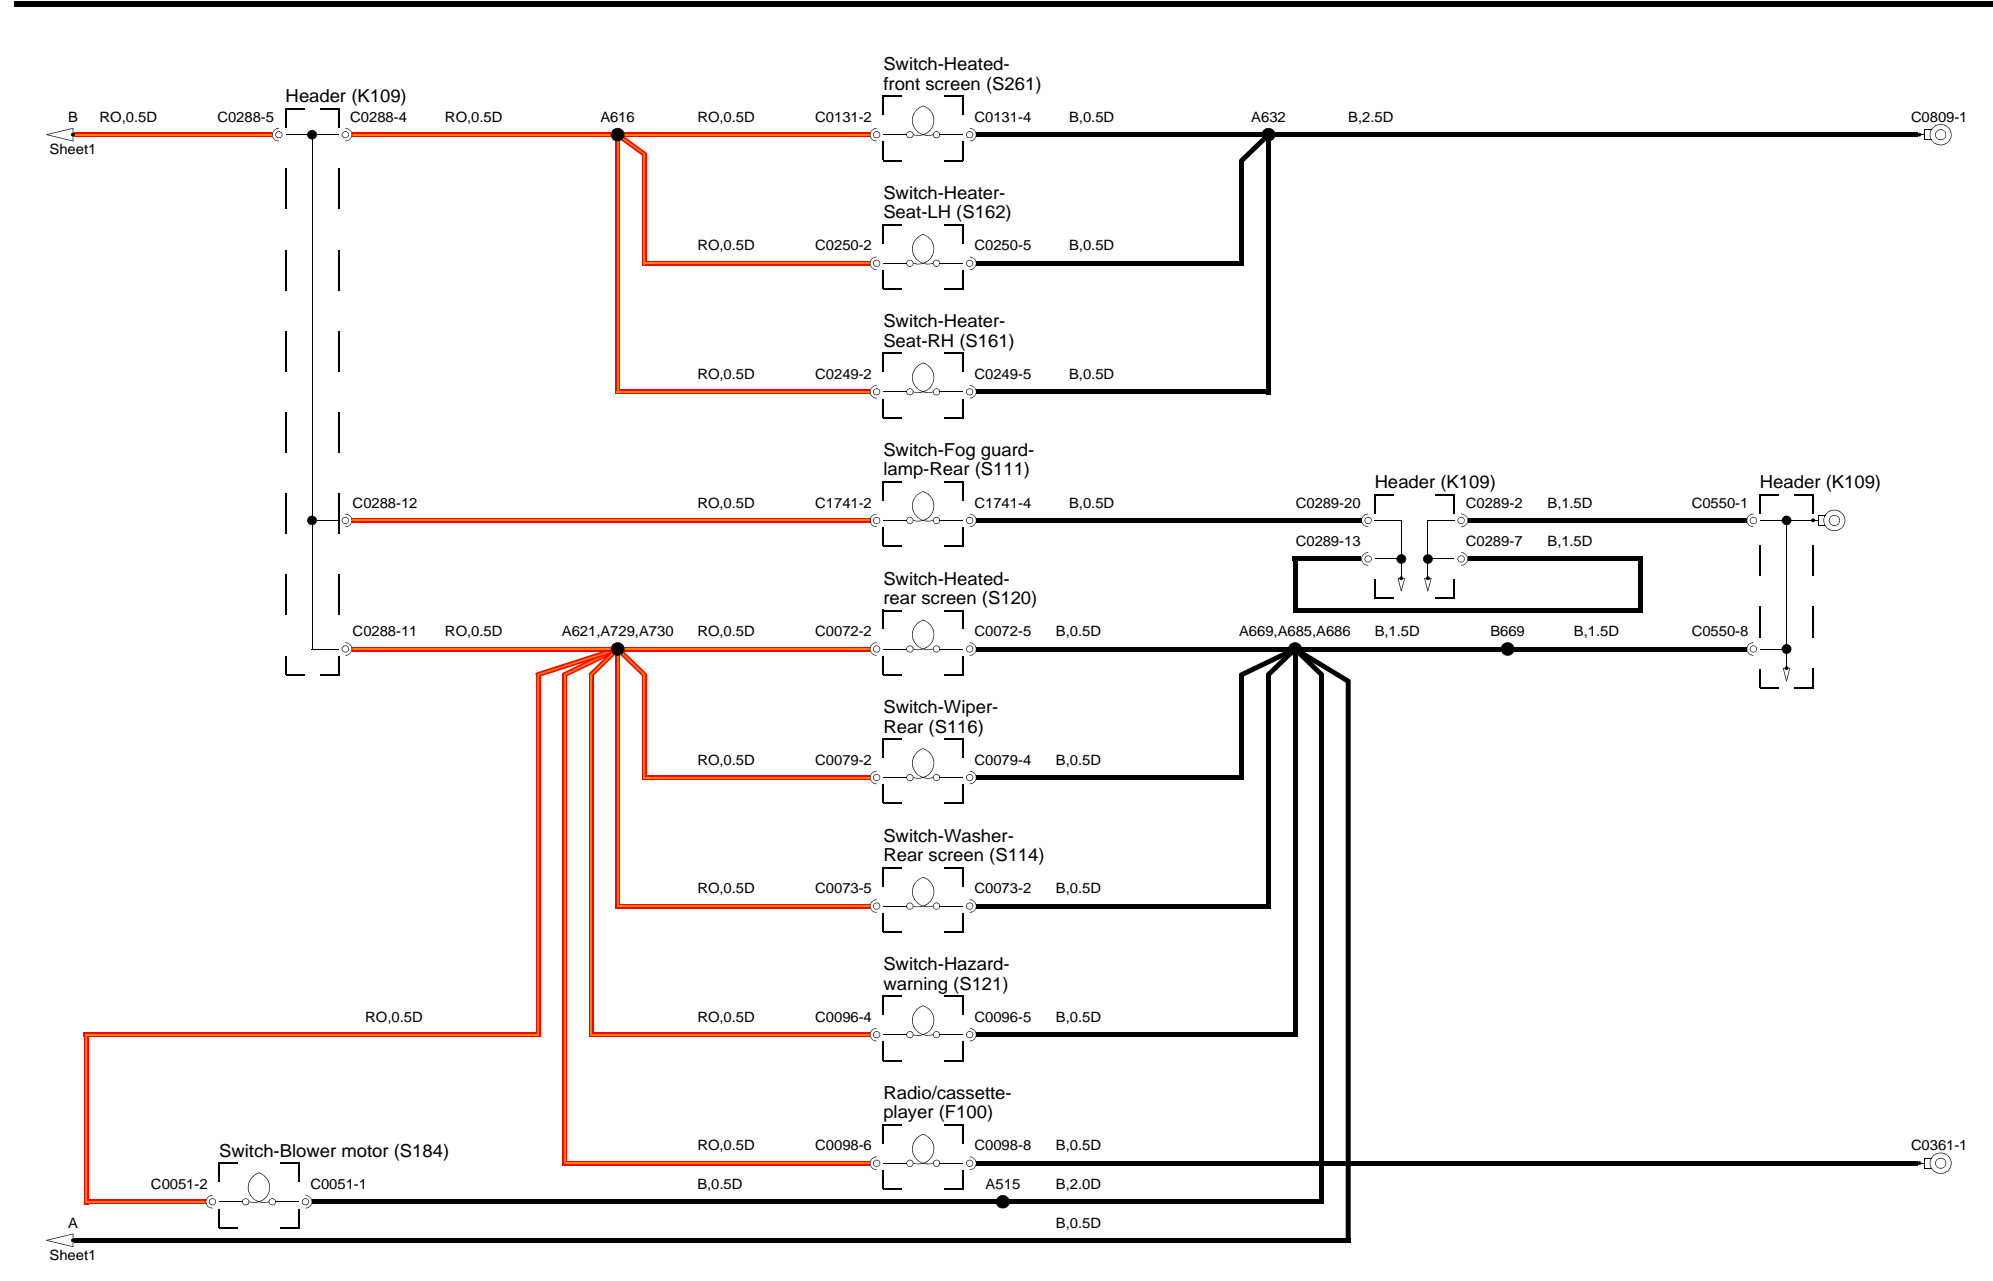 Switch-Heated-
front screen (S261)
Header (K109)
B RO,0.5D C0288-5 C0288-4 RO,0.5D A616 RO,0.5D C0131-2 C0131-4 B,0.5D A632 B,2.5D C0809-1
Sheet1
Switch-Heater-
Seat-LH (S162)
RO,0.5D C0250-2 C0250-5 B,0.5D
Switch-Heater-
Seat-RH (S161)
RO,0.5D C0249-2 C0249-5 B,0.5D
Switch-Fog guard-
lamp-Rear (S111)
Header (K109) Header (K109)
C0288-12 RO,0.5D C1741-2 C1741-4 B,0.5D C0289-20 C0289-2 B,1.5D C0550-1
C0289-13 C0289-7 B,1.5D
Switch-Heated-
rear screen (S120)
C0288-11 RO,0.5D A621,A729,A730 RO,0.5D C0072-2 C0072-5 B,0.5D A669,A685,A686 B,1.5D B669 B,1.5D C0550-8
Switch-Wiper-
Rear (S116)
RO,0.5D C0079-2 C0079-4 B,0.5D
Switch-Washer-
Rear screen (S114)
RO,0.5D C0073-5 C0073-2 B,0.5D
Switch-Hazard-
warning (S121)
RO,0.5D RO,0.5D C0096-4 C0096-5 B,0.5D
Radio/cassette-
player (F100)
RO,0.5D C0098-6 C0098-8 B,0.5D C0361-1
Switch-Blower motor (S184)
C0051-2 C0051-1 B,0.5D A515 B,2.0D
A B,0.5D
Sheet1